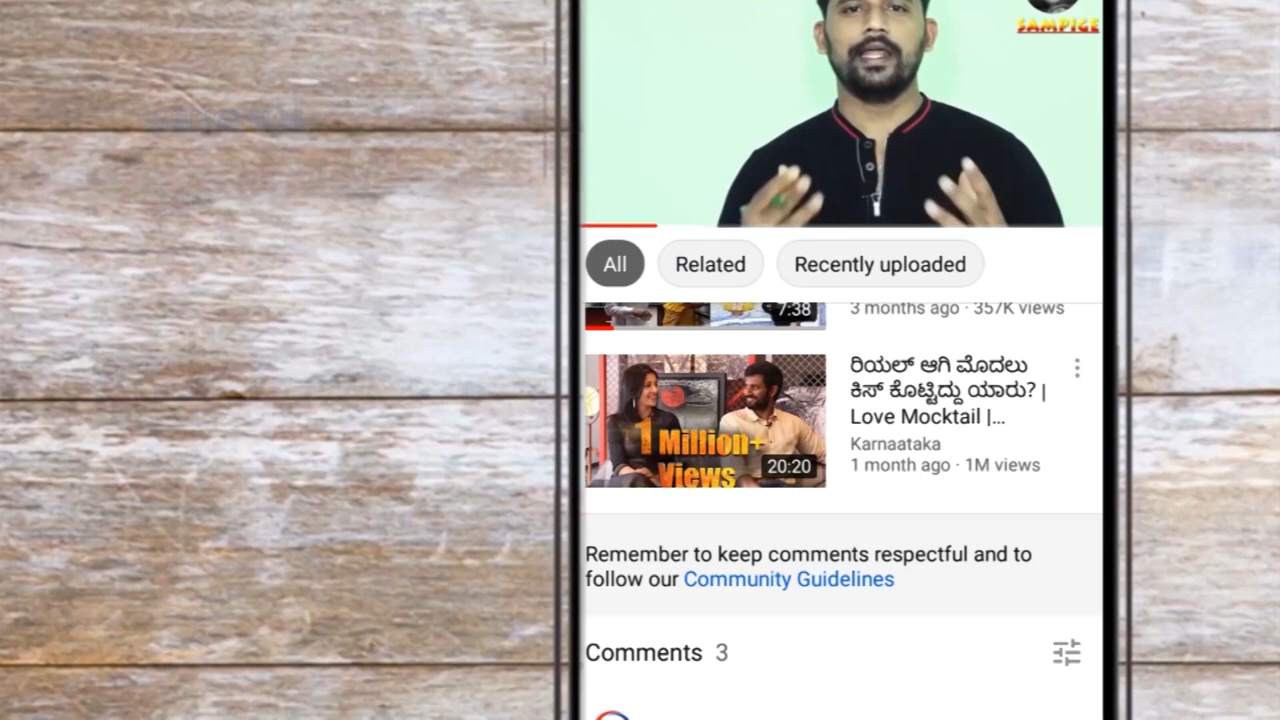 SAMPIGE
All
Related
Recently uploaded
7:38
3 months ago · 357K views
ರಿಯಲ್ ಆಗಿ ಮೊದಲು
ಕಿಸ್ ಕೊಟ್ಟಿದ್ದು ಯಾರು? |
Love Mocktail |...
Karnaataka
1 month ago · 1M views
1 Million+
Views
20:20
Remember to keep comments respectful and to
follow our Community Guidelines
Comments 3